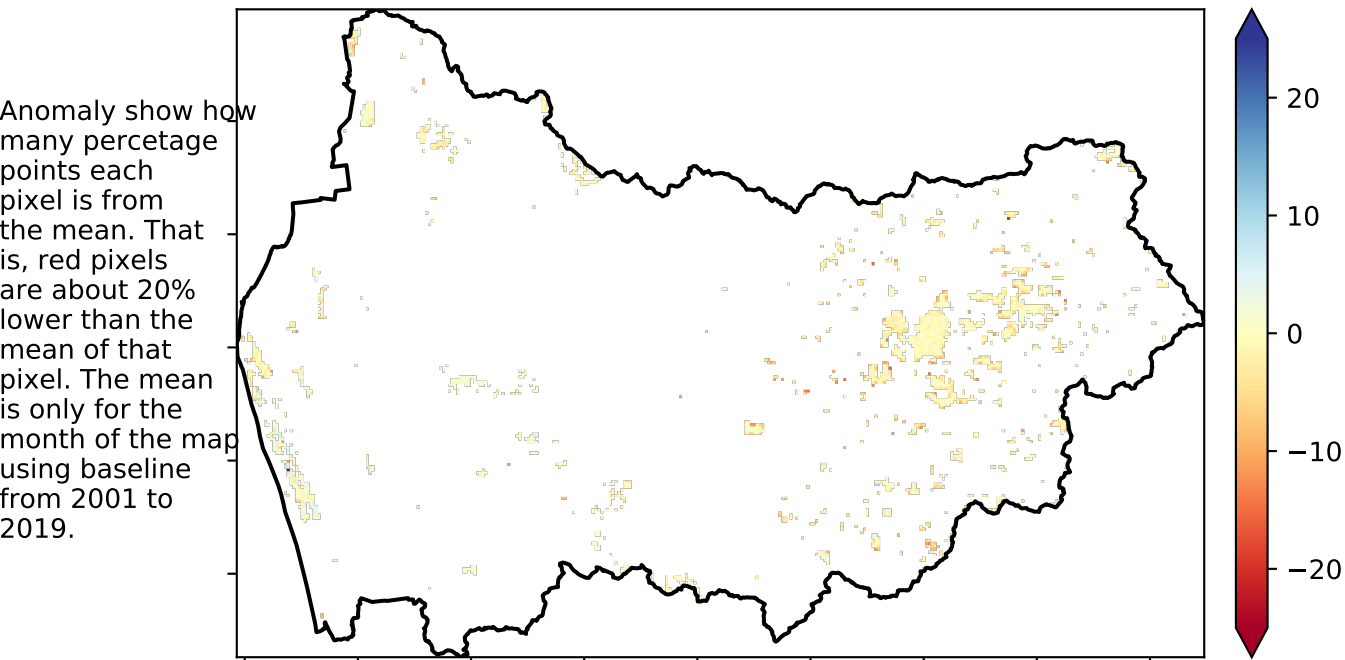 Anomaly show how
many percetage
points each
pixel is from
the mean. That
is, red pixels
are about 20%
lower than the
mean of that
pixel. The mean
is only for the
month of the map
using baseline
from 2001 to
2019.
20
10
0
−10
−20